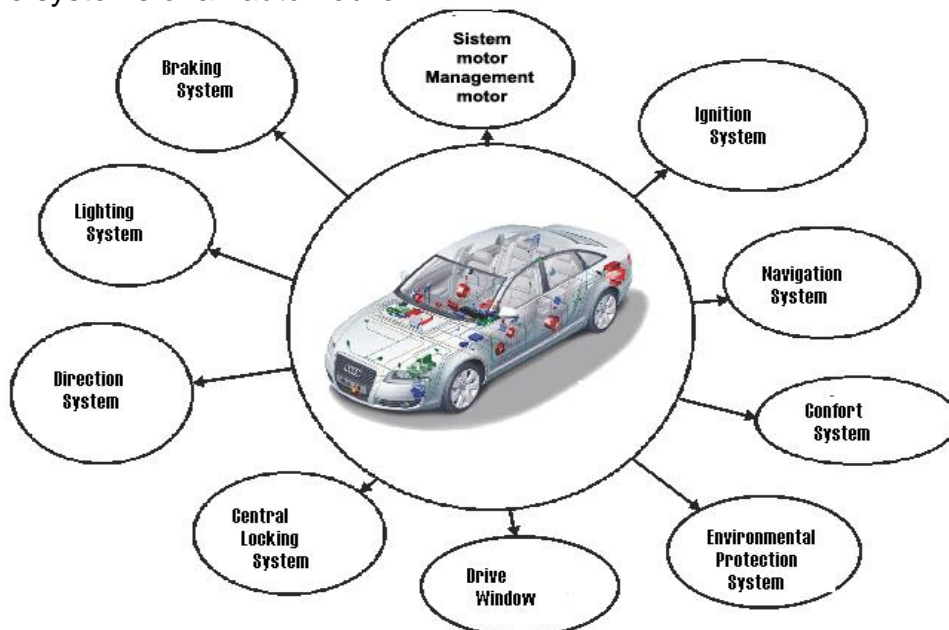 Sistem
motor
Management
motor
Braking
System
Ignition
System
Lighting
System
Navigation
System
Direction
System
Confort
System
Central
Locking
System
Environmental
Protection
System
Drive
Window